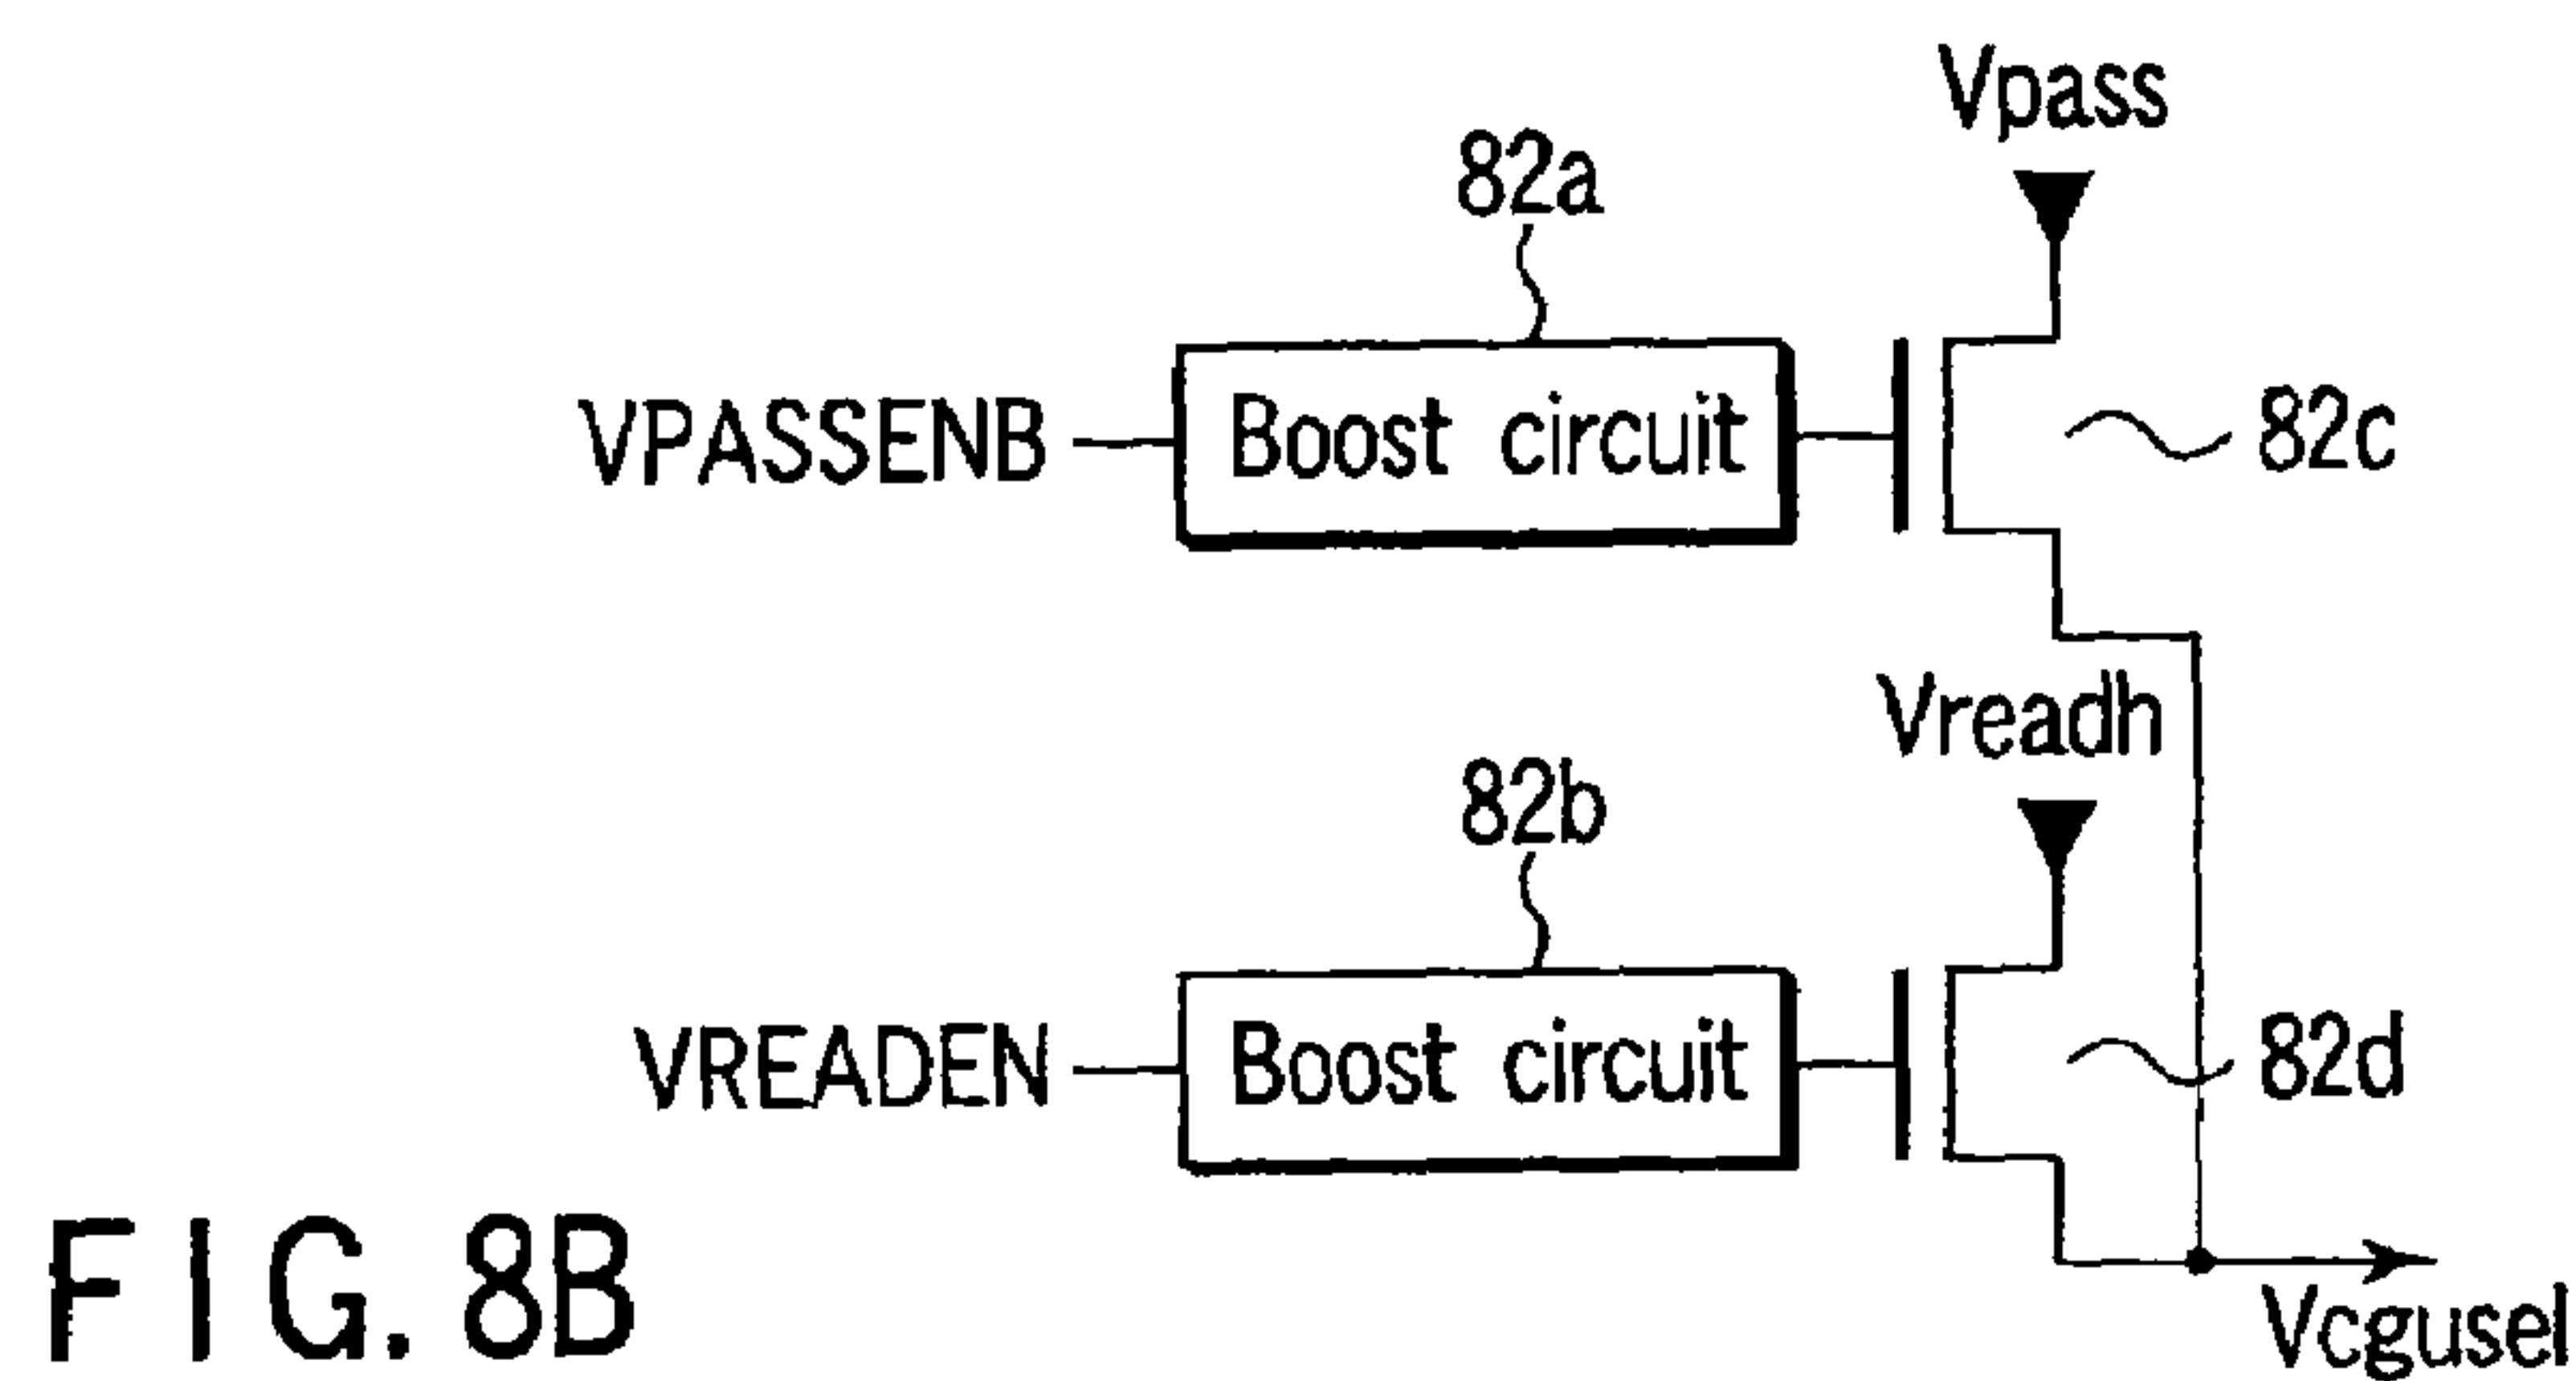 Vpass
82a
VPASSENB
Boost circuit
82c
Vreadh
82b
VREADEN
Boost circuit
82d
FIG. 8B
Vcgusel